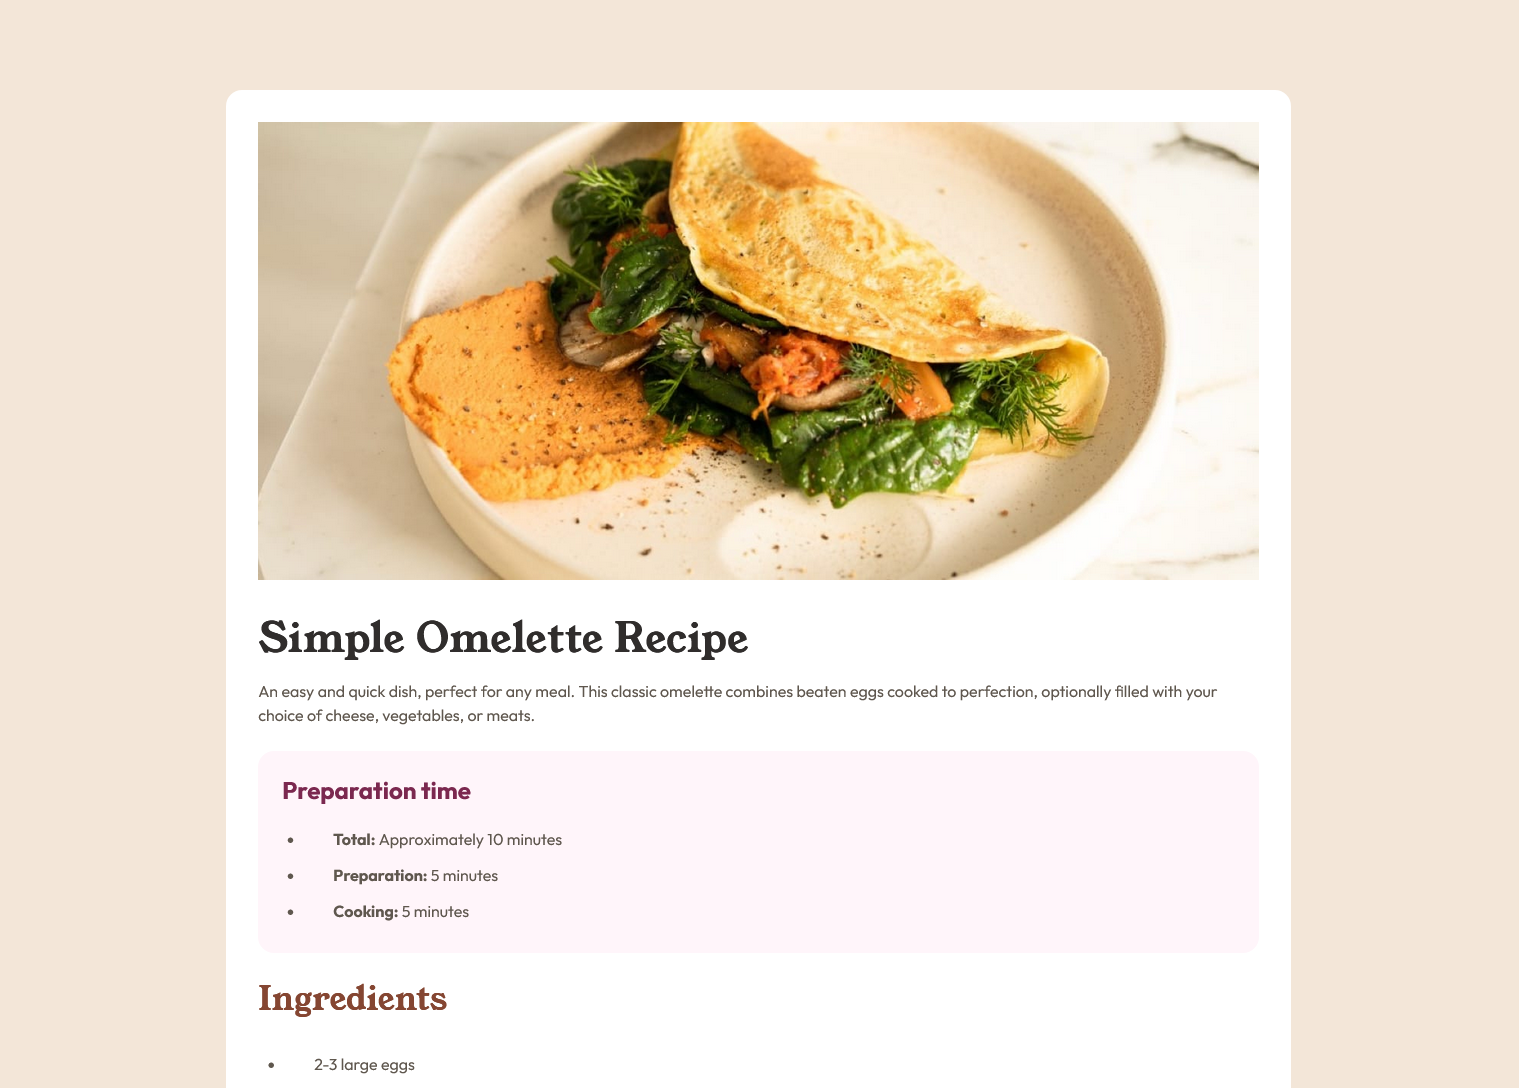 Simple Omelette Recipe
An easy and quick dish, perfect for any meal. This classic omelette combines beaten eggs cooked to perfection, optionally filled with your
choice of cheese, vegetables, or meats.
Preparation time
• Total: Approximately 10 minutes
• Preparation: 5 minutes
• Cooking: 5 minutes
Ingredients
• 2-3 large eggs